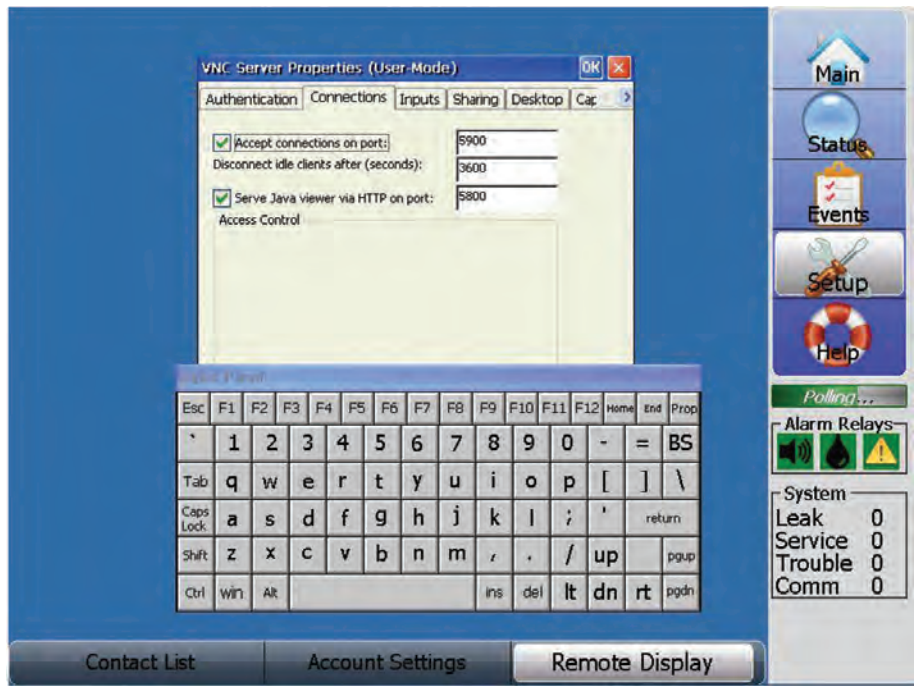 VNC Server Properties (User-Mode) OK
Authentication Connections Inputs Sharing Desktop Cap
Accept connections on port: 5900
Disconnect idle clients after (seconds): 3600
Serve Java viewer via HTTP on port: 5800
Access Control
Esc F1 F2 F3 F4 F5 F6 F7 F8 F9 F10 F11 F12 Home End Prop
` 1 2 3 4 5 6 7 8 9 0 - = BS
Tab q w e r t y u i o p [ ] \
Caps Lock a s d f g h j k l ; ' return
Shift z x c v b n m , . / up pgup
Ctrl win Alt ins del lt dn rt pgdn
Contact List Account Settings Remote Display
Main
Status
Events
Setup
Help
Polling...
Alarm Relays
System
Leak 0
Service 0
Trouble 0
Comm 0